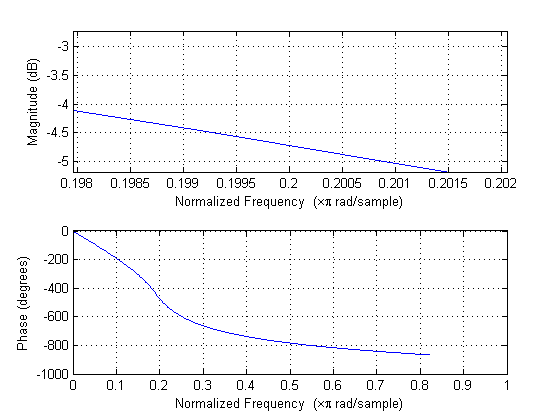 Magnitude (dB)
-3
-3.5
-4
-4.5
-5
0.198 0.1985 0.199 0.1995 0.2 0.2005 0.201 0.2015 0.202
Normalized Frequency (×π rad/sample)
Phase (degrees)
0
-200
-400
-600
-800
-1000
0 0.1 0.2 0.3 0.4 0.5 0.6 0.7 0.8 0.9 1
Normalized Frequency (×π rad/sample)